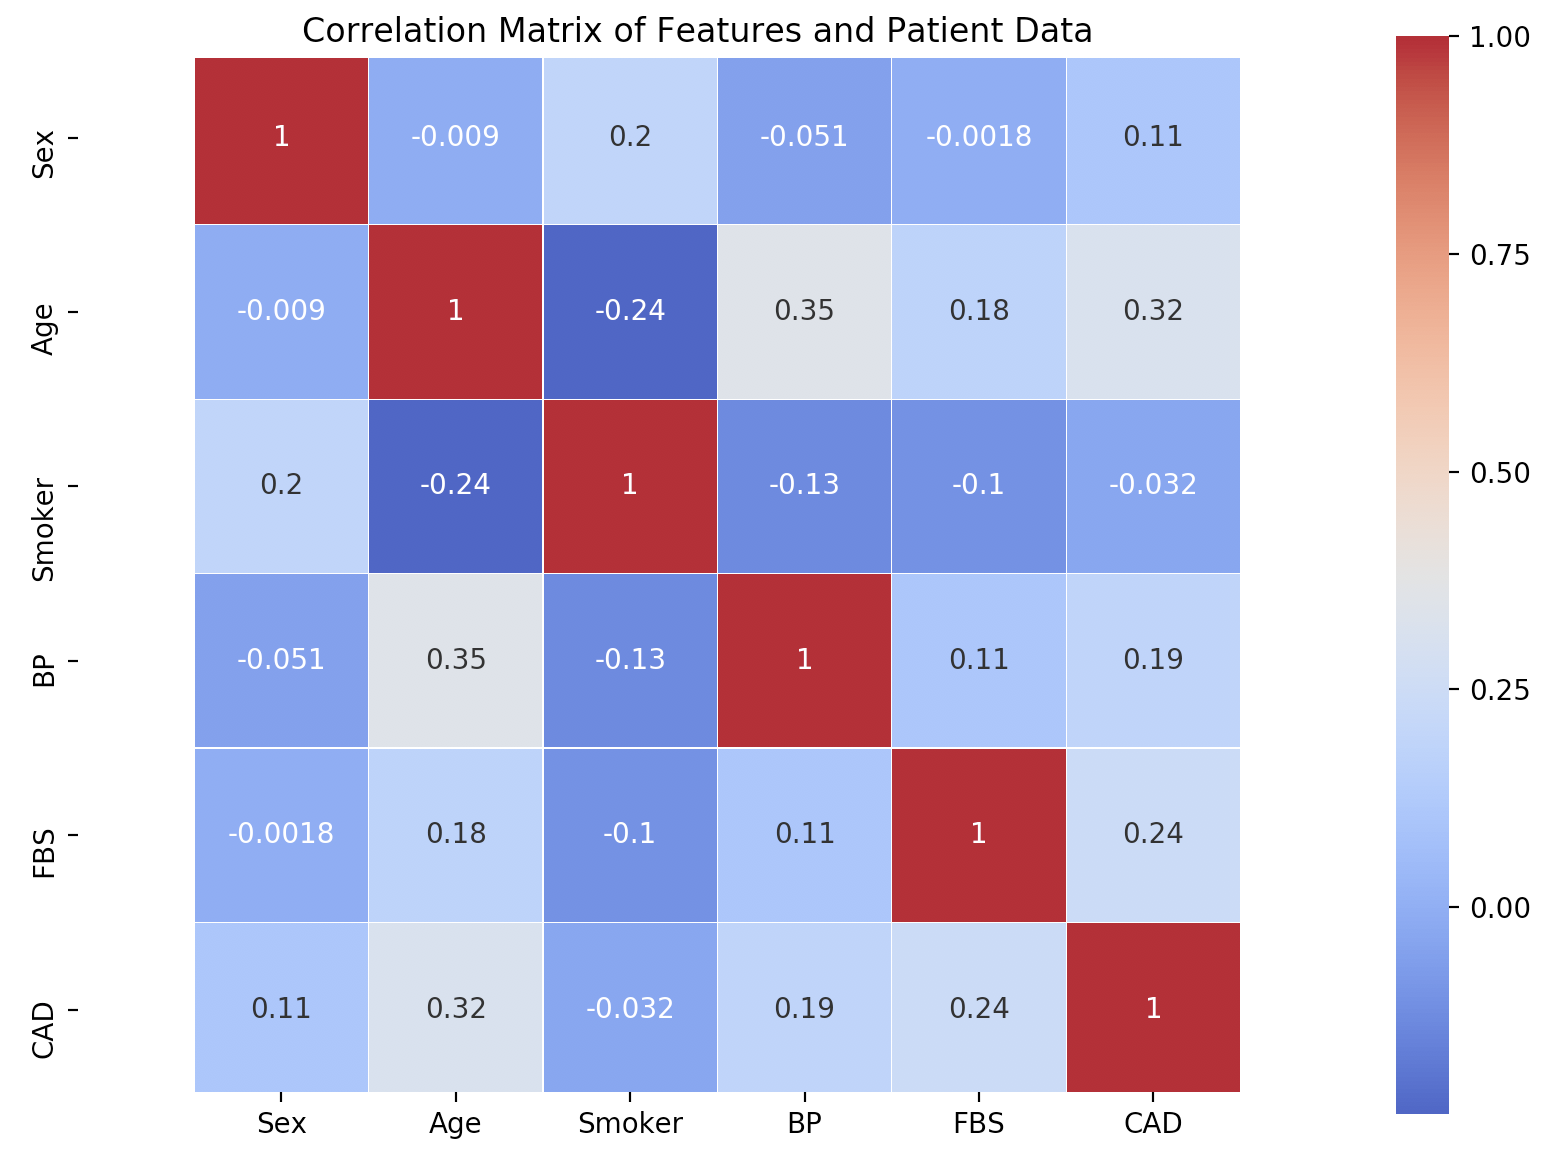 Correlation Matrix of Features and Patient Data
Sex 1 -0.009 0.2 -0.051 -0.0018 0.11
Age -0.009 1 -0.24 0.35 0.18 0.32
Smoker 0.2 -0.24 1 -0.13 -0.1 -0.032
BP -0.051 0.35 -0.13 1 0.11 0.19
FBS -0.0018 0.18 -0.1 0.11 1 0.24
CAD 0.11 0.32 -0.032 0.19 0.24 1
Sex Age Smoker BP FBS CAD
1.00
0.75
0.50
0.25
0.00